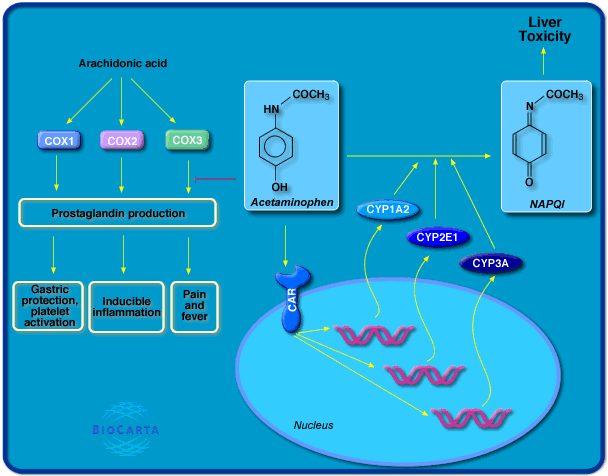 Liver
Toxicity
Arachidonic acid
COCH3
HN
OH
Acetaminophen
COCH3
N
O
NAPQI
COX1
COX2
COX3
Prostaglandin production
CYP1A2
CYP2E1
CYP3A
Gastric
protection,
platelet
activation
Inducible
inflammation
Pain
and
fever
CAR
Nucleus
BIOCARTA